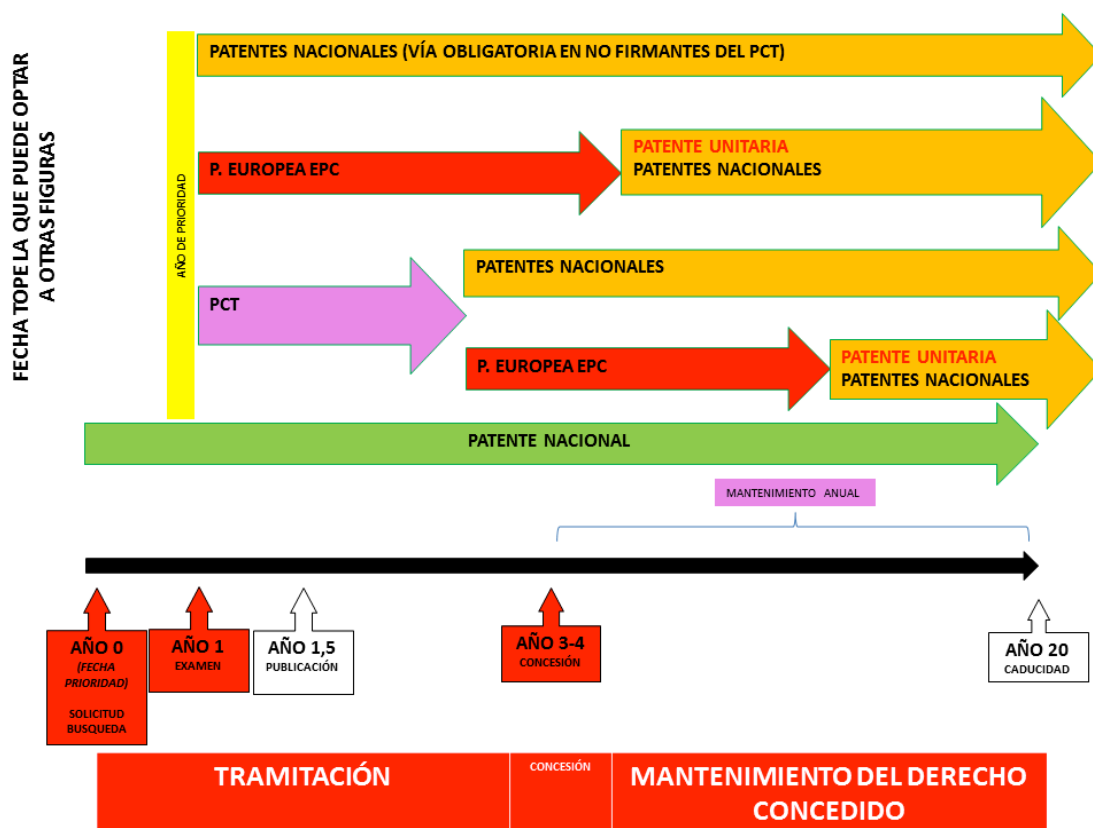 FECHA TOPE LA QUE PUEDE OPTAR
A OTRAS FIGURAS
AÑO DE PRIORIDAD
PATENTES NACIONALES (VÍA OBLIGATORIA EN NO FIRMANTES DEL PCT)
P. EUROPEA EPC
PATENTE UNITARIA
PATENTES NACIONALES
PCT
PATENTES NACIONALES
P. EUROPEA EPC
PATENTE UNITARIA
PATENTES NACIONALES
PATENTE NACIONAL
MANTENIMIENTO ANUAL
AÑO 0
(FECHA
PRIORIDAD)
SOLICITUD
BUSQUEDA
AÑO 1
EXAMEN
AÑO 1,5
PUBLICACIÓN
AÑO 3-4
CONCESIÓN
AÑO 20
CADUCIDAD
TRAMITACIÓN
CONCESIÓN
MANTENIMIENTO DEL DERECHO
CONCEDIDO